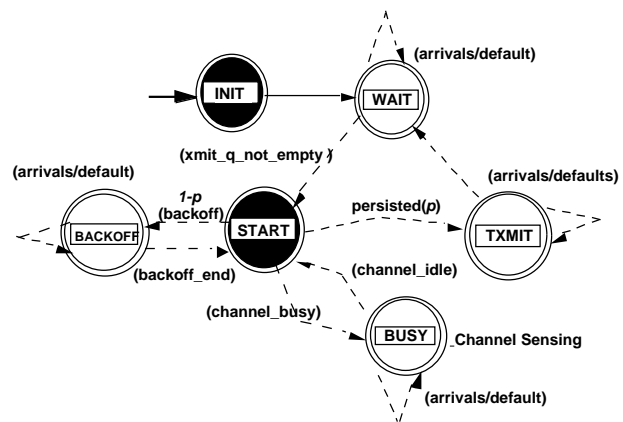 (arrivals/default)
INIT
WAIT
(xmit_q_not_empty )
(arrivals/default)
(arrivals/defaults)
1-p
(backoff)
persisted(p)
BACKOFF
START
TXMIT
(backoff_end)
(channel_idle)
(channel_busy)
BUSY
Channel Sensing
(arrivals/default)